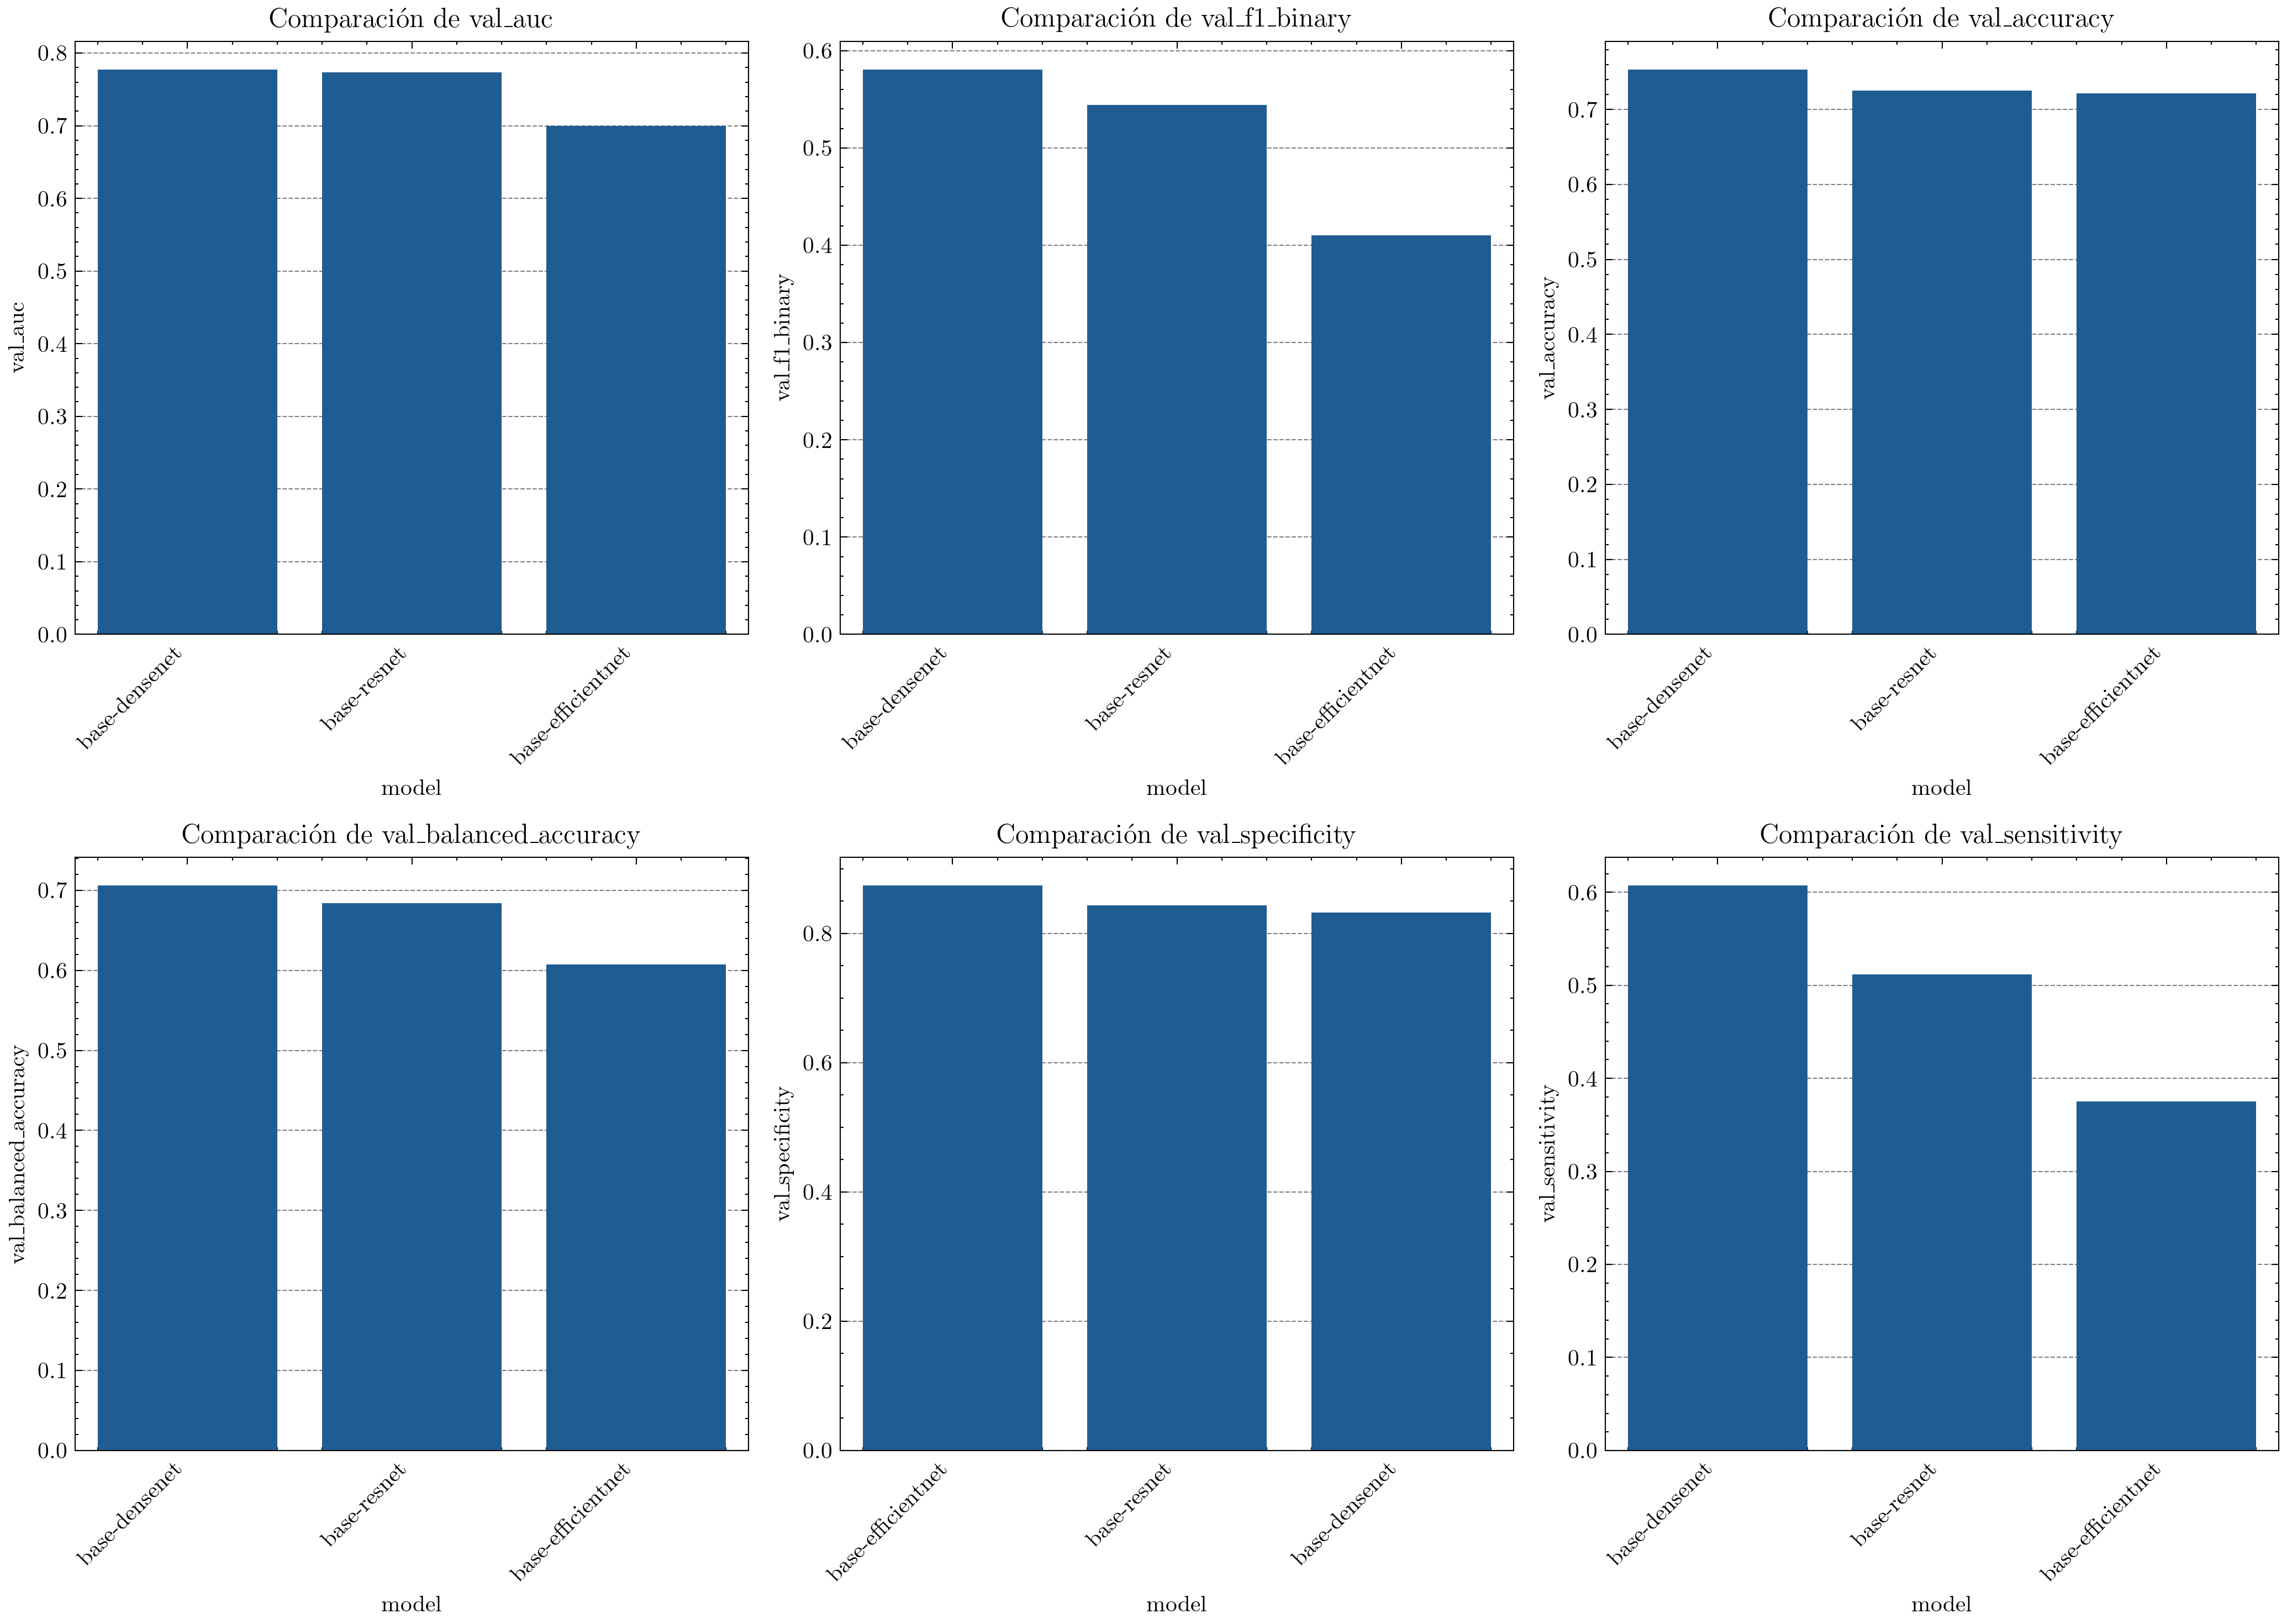 Comparación de val_auc
val_auc
0.8
0.7
0.6
0.5
0.4
0.3
0.2
0.1
0.0
base-densenet
base-resnet
base-efficientnet
model
Comparación de val_f1_binary
val_f1_binary
0.6
0.5
0.4
0.3
0.2
0.1
0.0
base-densenet
base-resnet
base-efficientnet
model
Comparación de val_accuracy
val_accuracy
0.7
0.6
0.5
0.4
0.3
0.2
0.1
0.0
base-densenet
base-resnet
base-efficientnet
model
Comparación de val_balanced_accuracy
val_balanced_accuracy
0.7
0.6
0.5
0.4
0.3
0.2
0.1
0.0
base-densenet
base-resnet
base-efficientnet
model
Comparación de val_specificity
val_specificity
0.8
0.6
0.4
0.2
0.0
base-efficientnet
base-resnet
base-densenet
model
Comparación de val_sensitivity
val_sensitivity
0.6
0.5
0.4
0.3
0.2
0.1
0.0
base-densenet
base-resnet
base-efficientnet
model